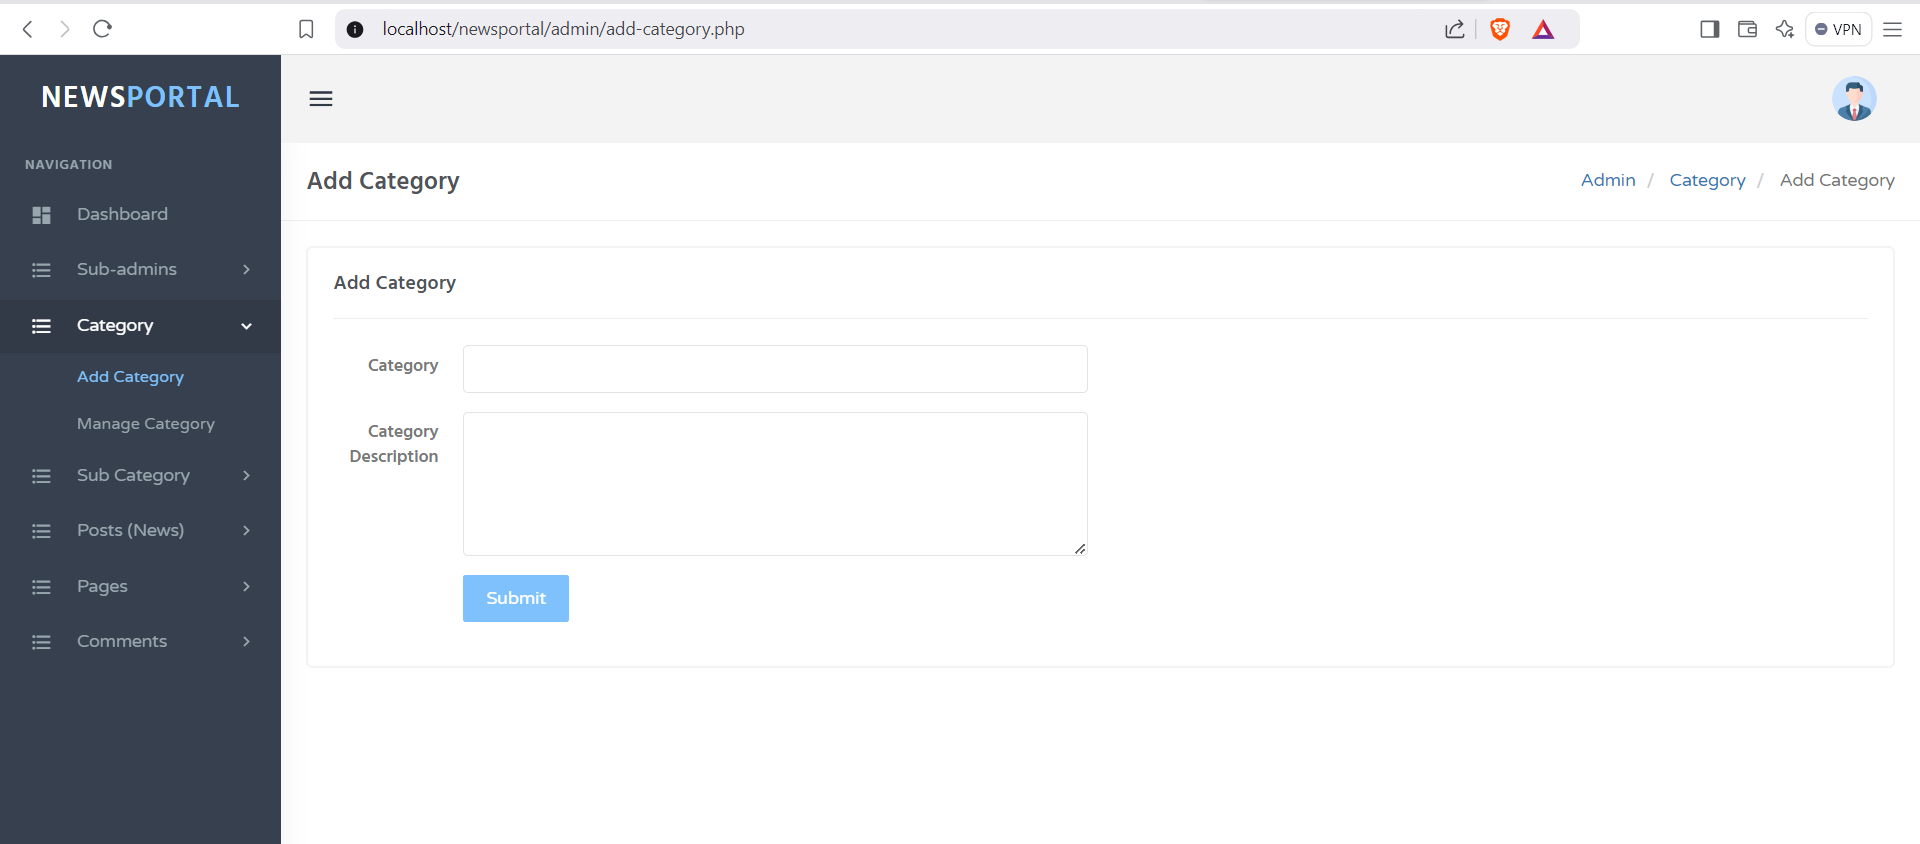 localhost/newsportal/admin/add-category.php
VPN
NEWSPORTAL
NAVIGATION
Dashboard
Sub-admins
Category
Add Category
Manage Category
Sub Category
Posts (News)
Pages
Comments
Add Category
Admin / Category / Add Category
Add Category
Category
Category
Description
Submit